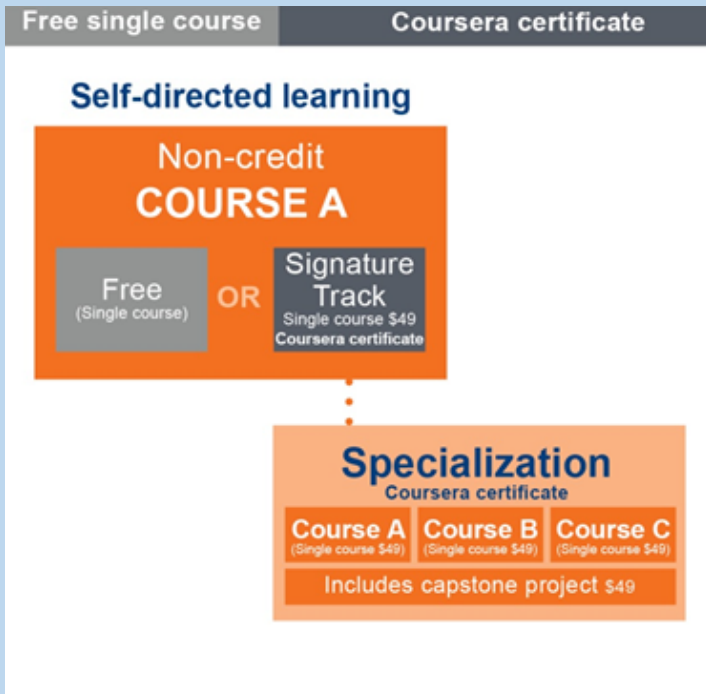 Free single course
Coursera certificate
Self-directed learning
Non-credit
COURSE A
Free
(Single course)
OR
Signature
Track
Single course $49
Coursera certificate
Specialization
Coursera certificate
Course A
(Single course $49)
Course B
(Single course $49)
Course C
(Single course $49)
Includes capstone project $49